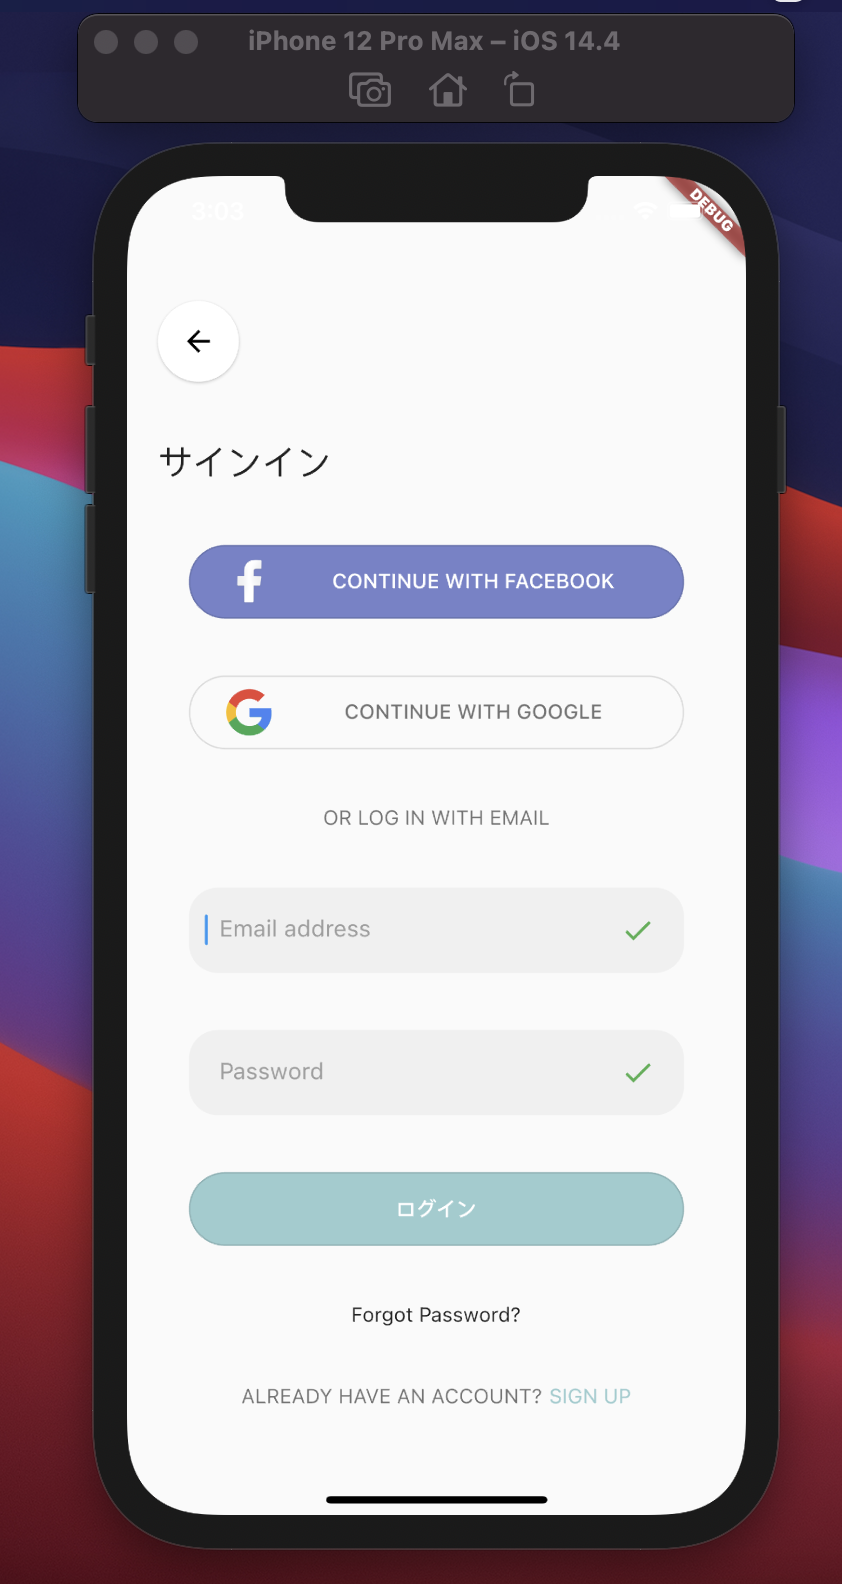 iPhone 12 Pro Max – iOS 14.4
3:03
DEBUG
サインイン
CONTINUE WITH FACEBOOK
CONTINUE WITH GOOGLE
OR LOG IN WITH EMAIL
Email address
Password
ログイン
Forgot Password?
ALREADY HAVE AN ACCOUNT? SIGN UP